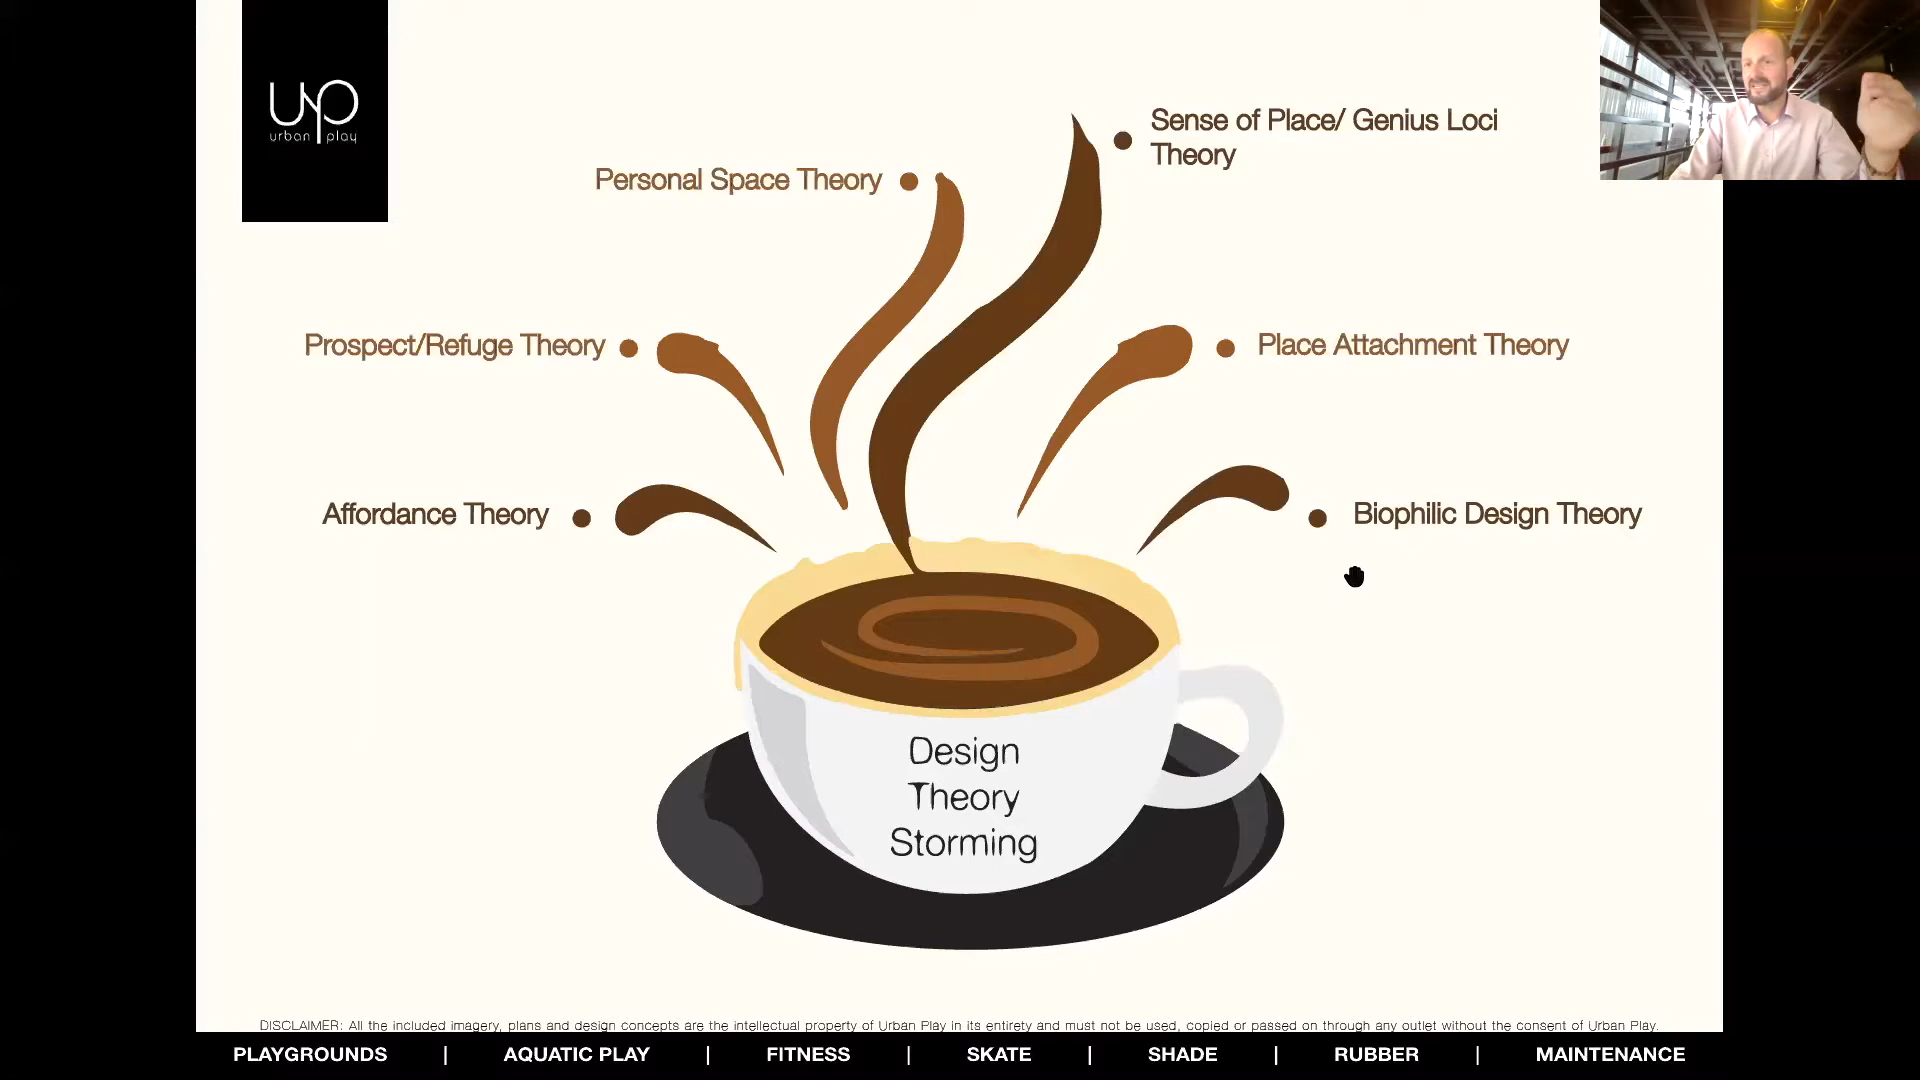 up
urban play
Sense of Place/ Genius Loci
Theory
Personal Space Theory
Prospect/Refuge Theory
Place Attachment Theory
Affordance Theory
Biophilic Design Theory
Design
Theory
Storming
DISCLAIMER: All the included imagery, plans and design concepts are the intellectual property of Urban Play in its entirety and must not be used, copied or passed on through any outlet without the consent of Urban Play.
PLAYGROUNDS | AQUATIC PLAY | FITNESS | SKATE | SHADE | RUBBER | MAINTENANCE